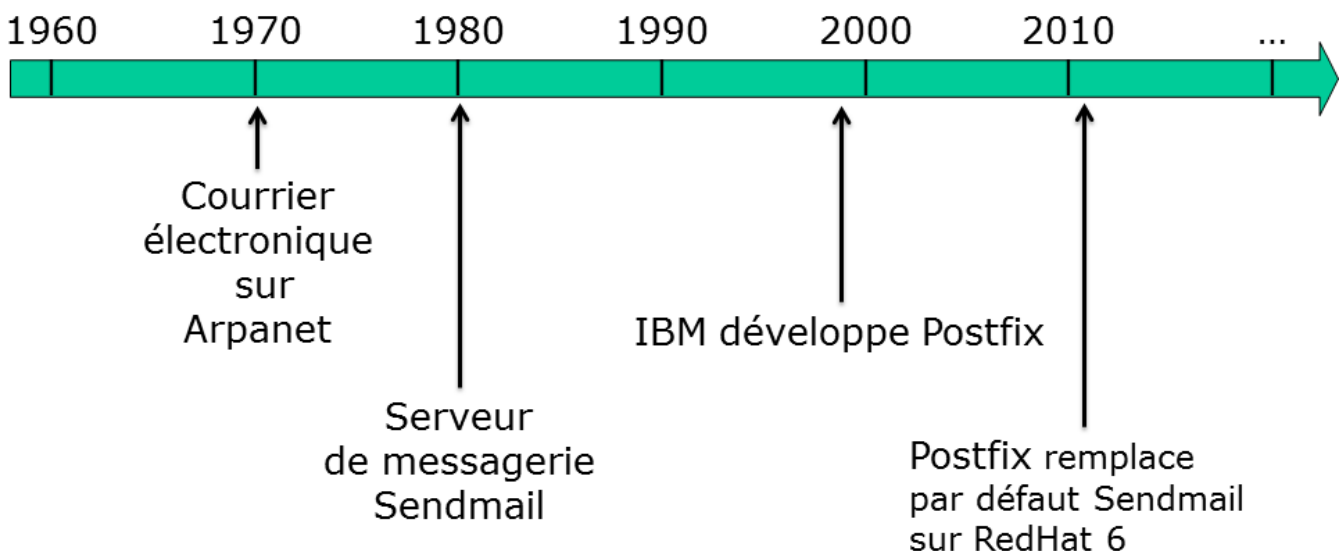 1960 1970 1980 1990 2000 2010 ...
Courrier
électronique
sur
Arpanet
Serveur
de messagerie
Sendmail
IBM développe Postfix
Postfix remplace
par défaut Sendmail
sur RedHat 6